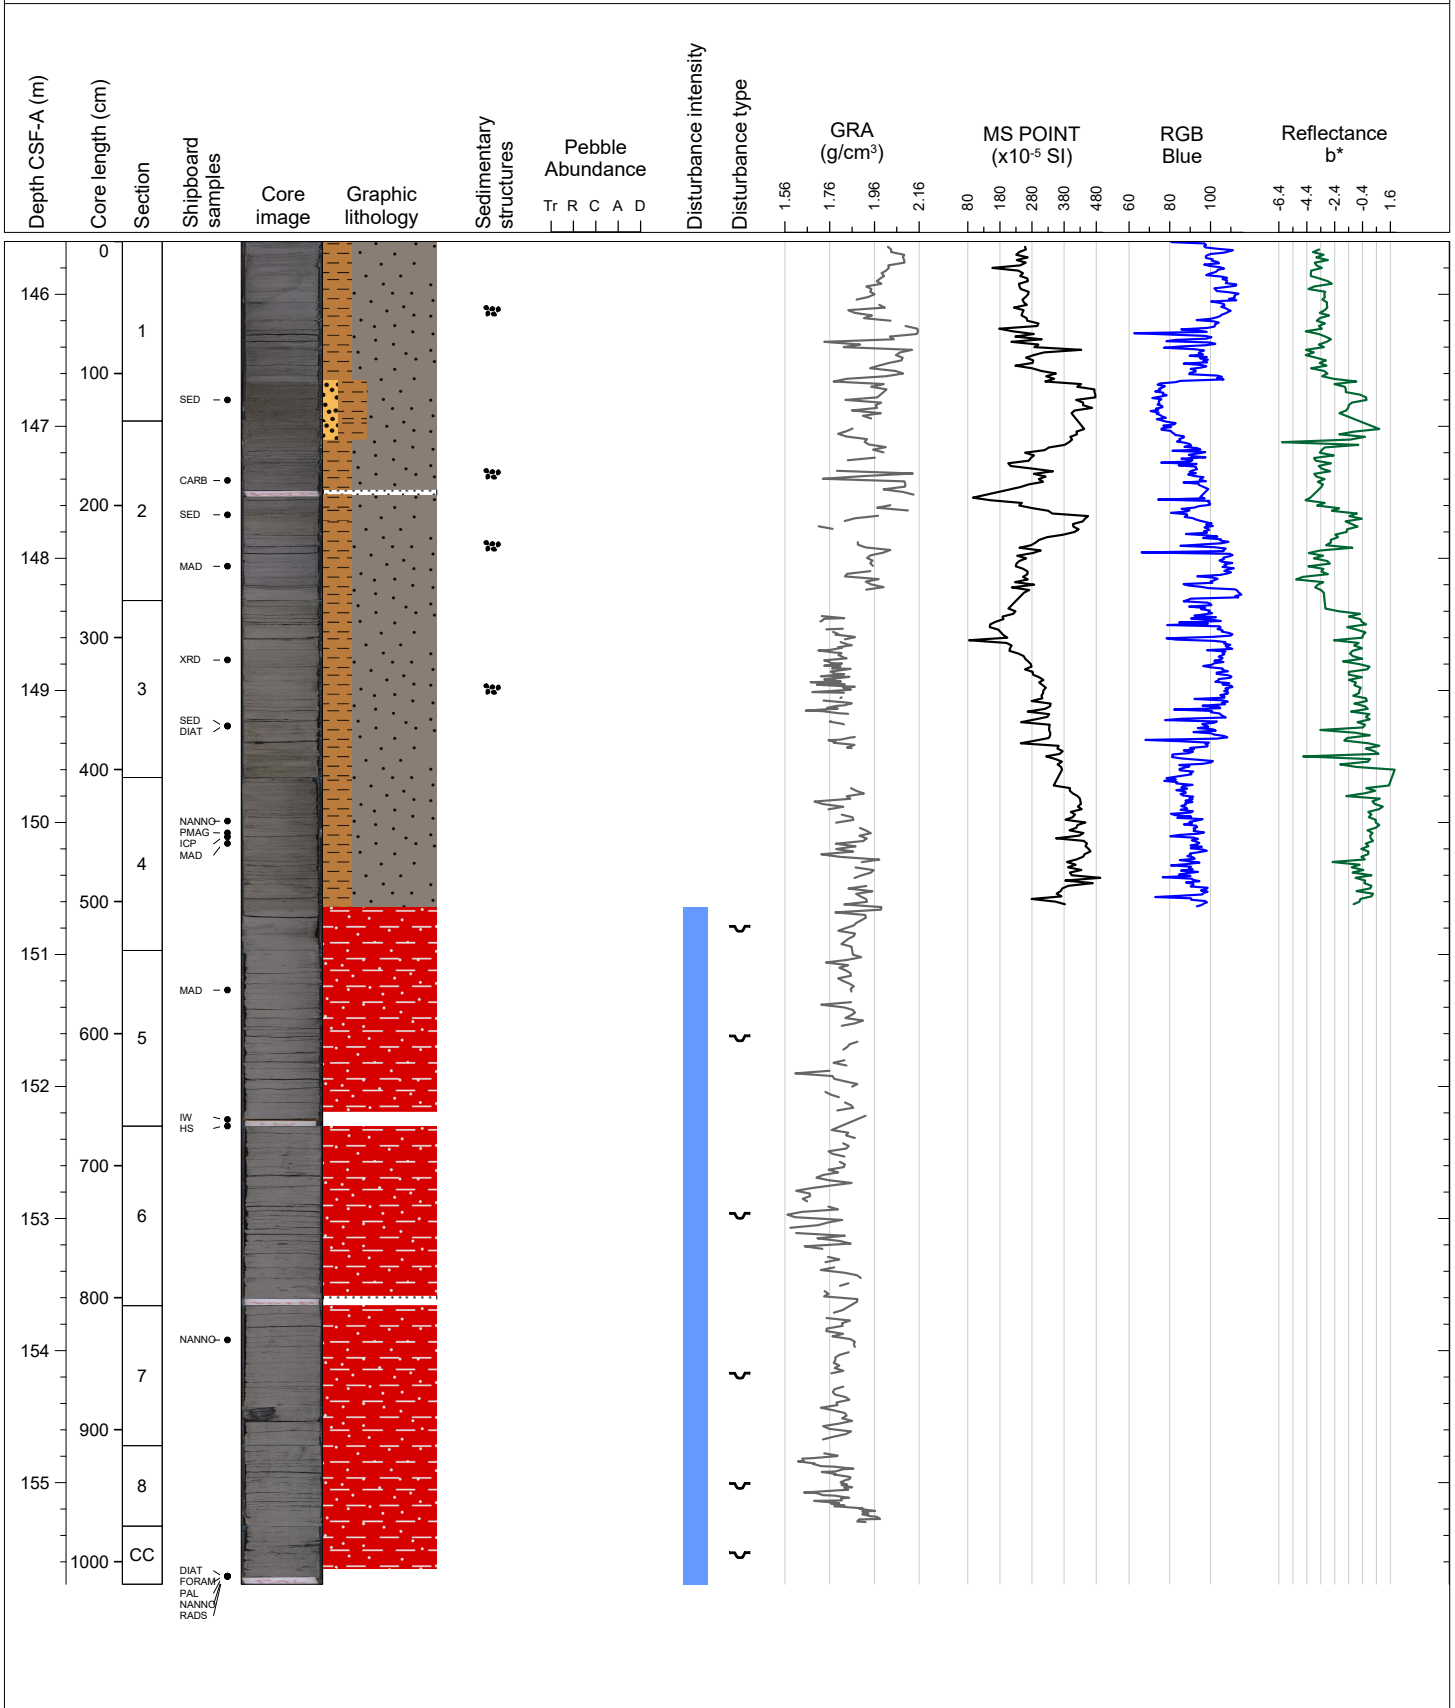 Depth CSF-A (m)
Core length (cm)
Section
Shipboard
samples
Core
image
Graphic
lithology
Sedimentary
structures
Pebble
Abundance
Tr R C A D
Disturbance intensity
Disturbance type
GRA
(g/cm³)
1.56 1.76 1.96 2.16
MS POINT
(x10⁻⁵ SI)
80 180 280 380 480
RGB
Blue
60 80 100
Reflectance
b*
-6.4 -4.4 -2.4 -0.4 1.6
0
146
1
100
SED
147
CARB
200
2
SED
148
MAD
300
XRD
149
3
SED
DIAT
400
NANNO
150
PMAG
ICP
MAD
4
500
151
MAD
600
5
152
IW
HS
700
153
6
800
NANNO
154
7
900
155
8
CC
1000
DIAT
FORAM
PAL
NANNO
RADS